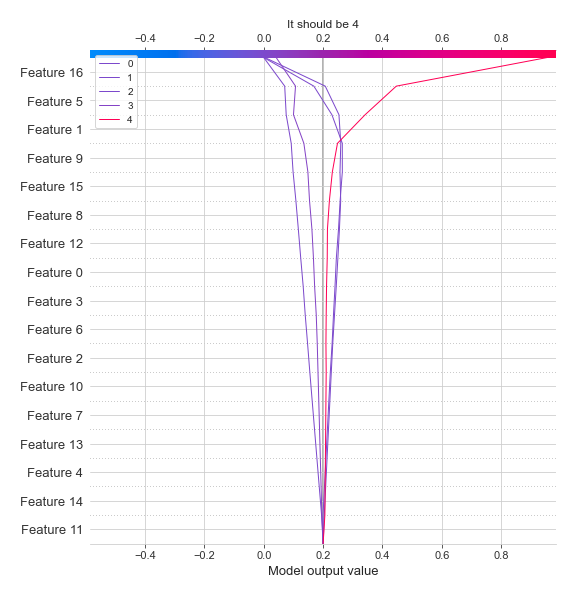 It should be 4
−0.4 −0.2 0.0 0.2 0.4 0.6 0.8
0
1
2
3
4
Feature 16
Feature 5
Feature 1
Feature 9
Feature 15
Feature 8
Feature 12
Feature 0
Feature 3
Feature 6
Feature 2
Feature 10
Feature 7
Feature 13
Feature 4
Feature 14
Feature 11
−0.4 −0.2 0.0 0.2 0.4 0.6 0.8
Model output value